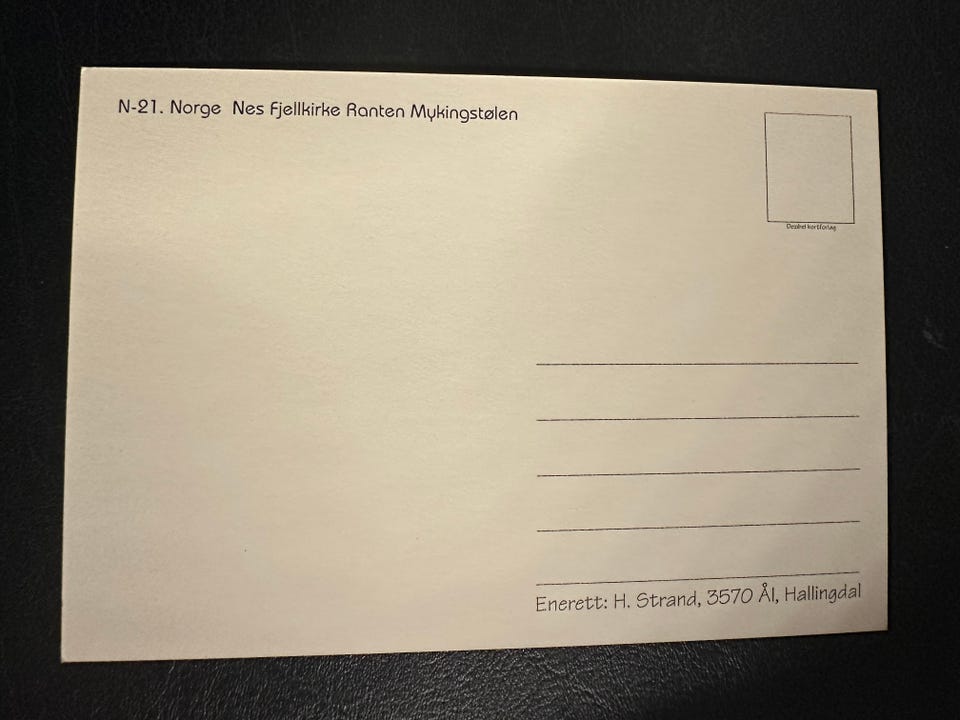 N-21. Norge Nes Fjellkirke Ranten Mykingstølen
Enerett: H. Strand, 3570 Ål, Hallingdal